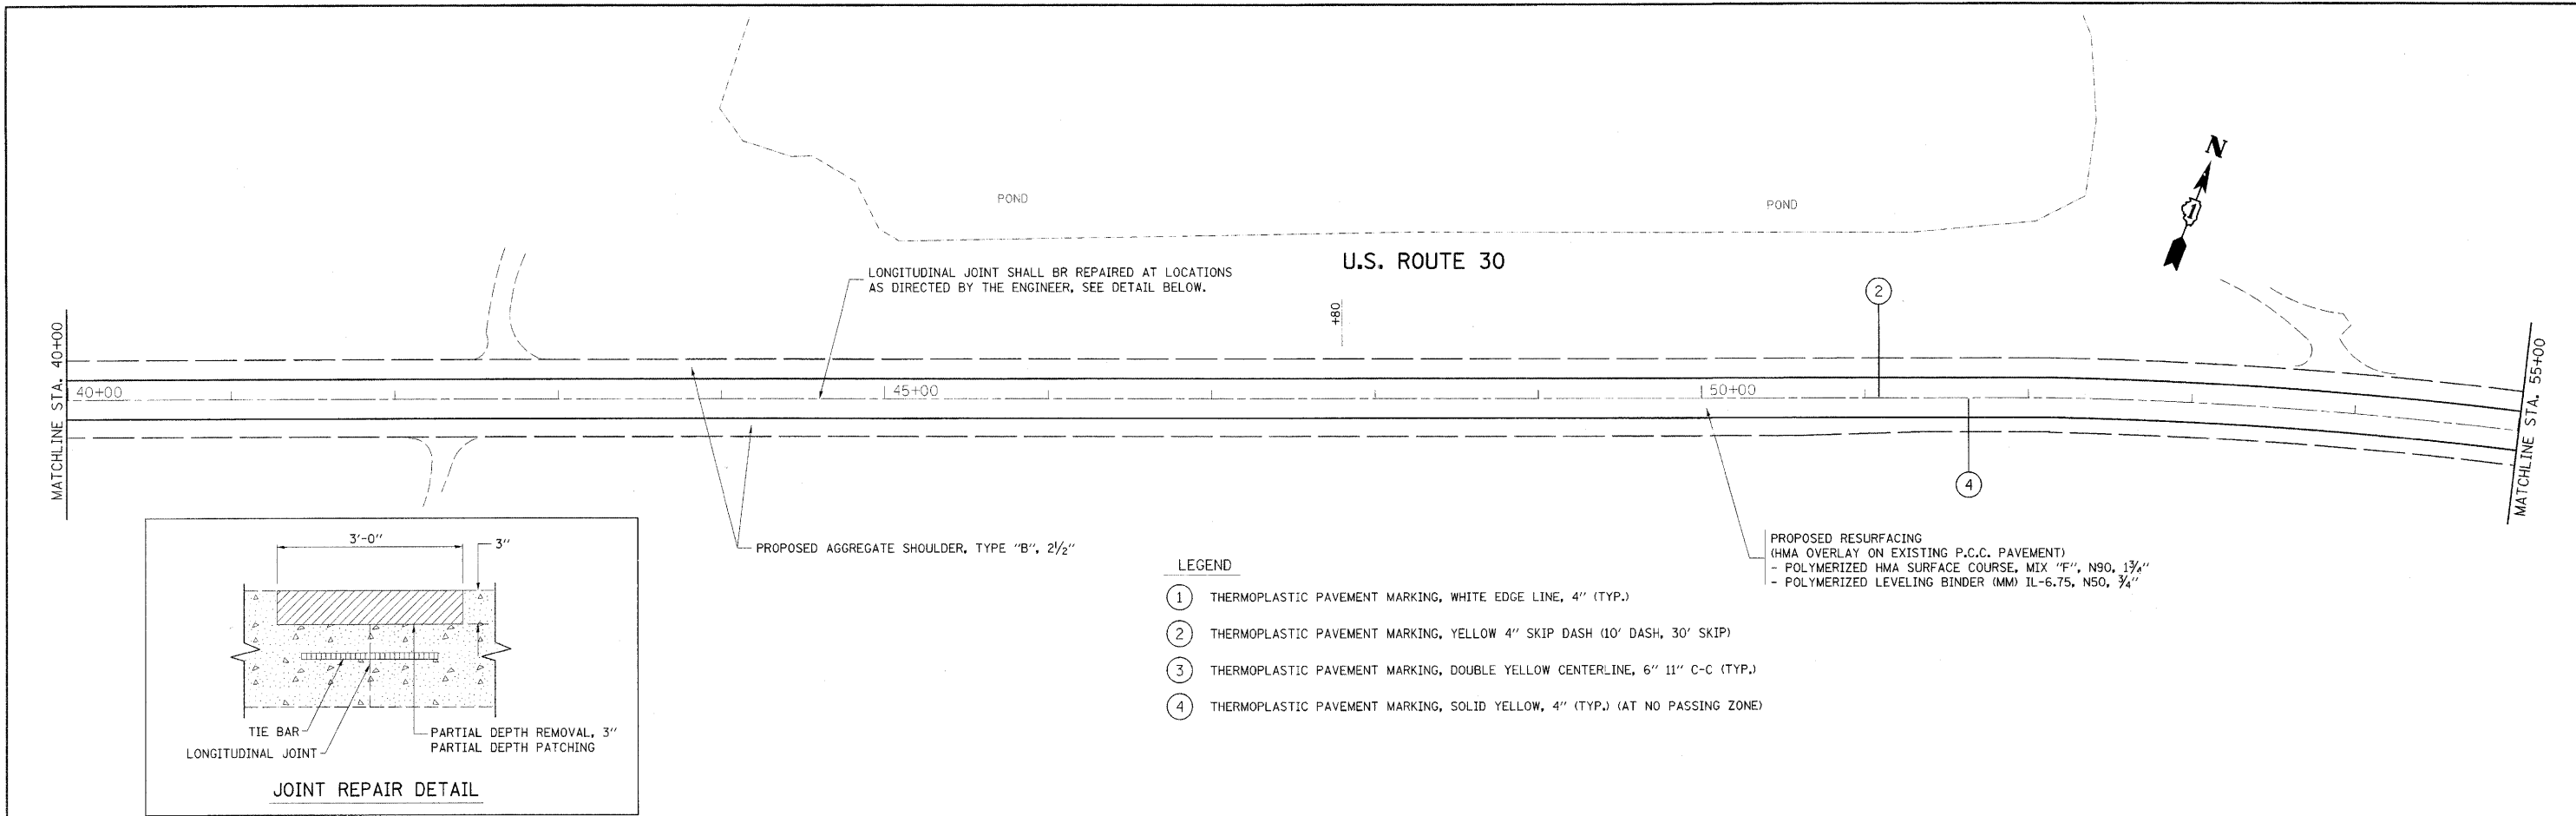 POND
POND
N
1
U.S. ROUTE 30
LONGITUDINAL JOINT SHALL BR REPAIRED AT LOCATIONS
AS DIRECTED BY THE ENGINEER, SEE DETAIL BELOW.
+80
2
MATCHLINE STA. 40+00
40+00
45+00
50+00
MATCHLINE STA. 55+00
4
PROPOSED AGGREGATE SHOULDER, TYPE "B", 2½"
PROPOSED RESURFACING
(HMA OVERLAY ON EXISTING P.C.C. PAVEMENT)
- POLYMERIZED HMA SURFACE COURSE, MIX "F", N90, 1¾"
- POLYMERIZED LEVELING BINDER (MM) IL-6.75, N50, ¾"
LEGEND
1 THERMOPLASTIC PAVEMENT MARKING, WHITE EDGE LINE, 4" (TYP.)
2 THERMOPLASTIC PAVEMENT MARKING, YELLOW 4" SKIP DASH (10' DASH, 30' SKIP)
3 THERMOPLASTIC PAVEMENT MARKING, DOUBLE YELLOW CENTERLINE, 6" 11" C-C (TYP.)
4 THERMOPLASTIC PAVEMENT MARKING, SOLID YELLOW, 4" (TYP.) (AT NO PASSING ZONE)
3'-0"
3"
TIE BAR
LONGITUDINAL JOINT
PARTIAL DEPTH REMOVAL, 3"
PARTIAL DEPTH PATCHING
JOINT REPAIR DETAIL